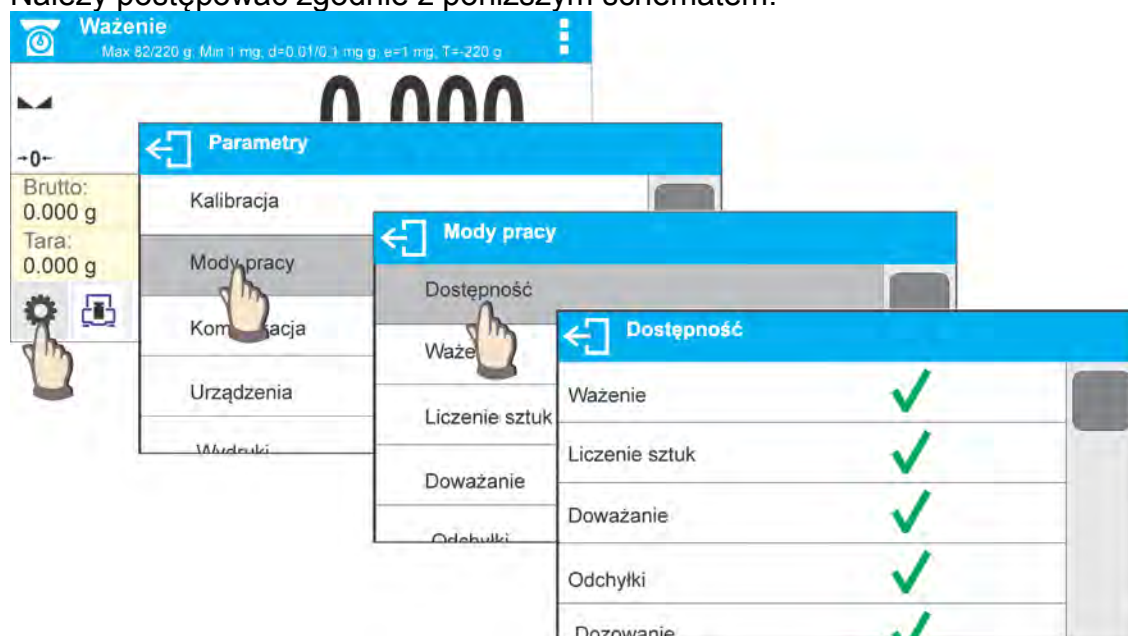 Należy postępować zgodnie z poniższym schematem:
Ważenie
Max 82/220 g; Min 1 mg; d=0.01/0.1 mg g; e=1 mg; T=-220 g
0.000
→0←
Brutto:
0.000 g
Tara:
0.000 g
Parametry
Kalibracja
Mody pracy
Urządzenia
Wydruki
Mody pracy
Dostępność
Liczenie sztuk
Doważanie
Odchyłki
Dostępność
Ważenie
Liczenie sztuk
Doważanie
Odchyłki
Dozowanie